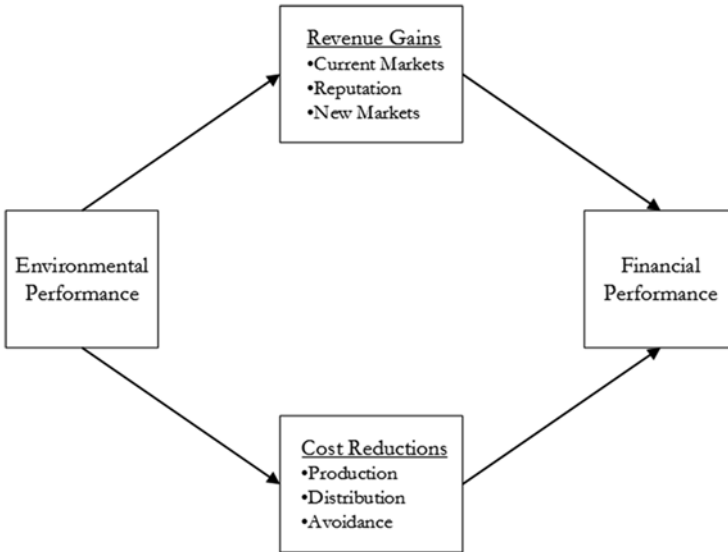 Revenue Gains
•Current Markets
•Reputation
•New Markets
Environmental
Performance
Financial
Performance
Cost Reductions
•Production
•Distribution
•Avoidance